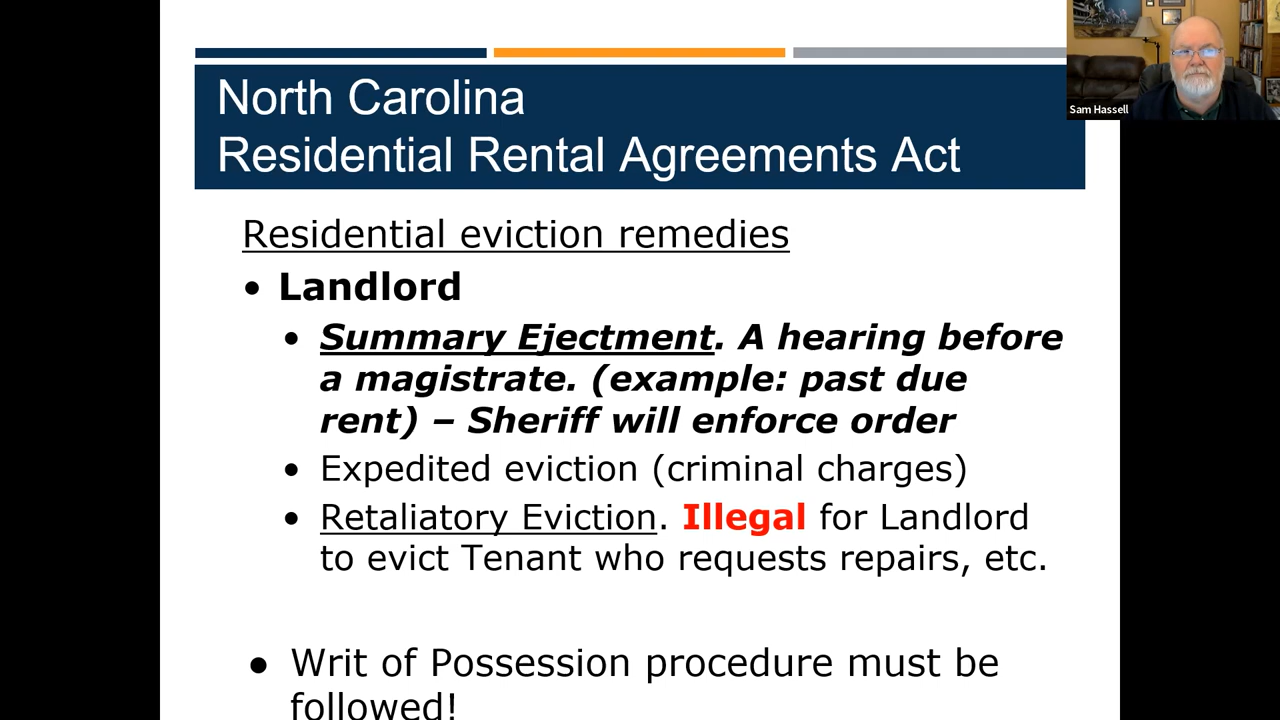 North Carolina
Residential Rental Agreements Act
Sam Hassell
Residential eviction remedies
• Landlord
• Summary Ejectment. A hearing before
a magistrate. (example: past due
rent) – Sheriff will enforce order
• Expedited eviction (criminal charges)
• Retaliatory Eviction. Illegal for Landlord
to evict Tenant who requests repairs, etc.
• Writ of Possession procedure must be
followed!